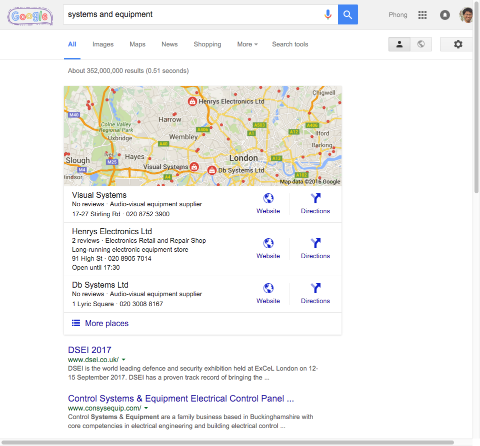 Google
systems and equipment
Phong
All Images Maps News Shopping More Search tools
About 352,000,000 results (0.51 seconds)
Chigwell
Henrys Electronics Ltd
Colne Valley
Regional Park
Harrow
Uxbridge
Wembley
Ilford
Barking
Hayes
Slough
London
Visual Systems
Db Systems Ltd
Windsor
Map data ©2016 Google
Visual Systems
No reviews · Audio-visual equipment supplier
17-27 Stirling Rd · 020 8752 3900
Website Directions
Henrys Electronics Ltd
2 reviews · Electronics Retail and Repair Shop
Long-running electronic equipment store
91 High St · 020 8905 7014
Open until 17:30
Website Directions
Db Systems Ltd
No reviews · Audio-visual equipment supplier
1 Lyric Square · 020 3008 8167
Website Directions
More places
DSEI 2017
www.dsei.co.uk/
DSEI is the world leading defence and security exhibition held at ExCeL London on 12-
15 September 2017. DSEI has a proven track record of bringing the ...
Control Systems & Equipment Electrical Control Panel ...
www.consysequip.com/
Control Systems & Equipment are a family business based in Buckinghamshire with
core competencies in electrical engineering and building electrical control ...